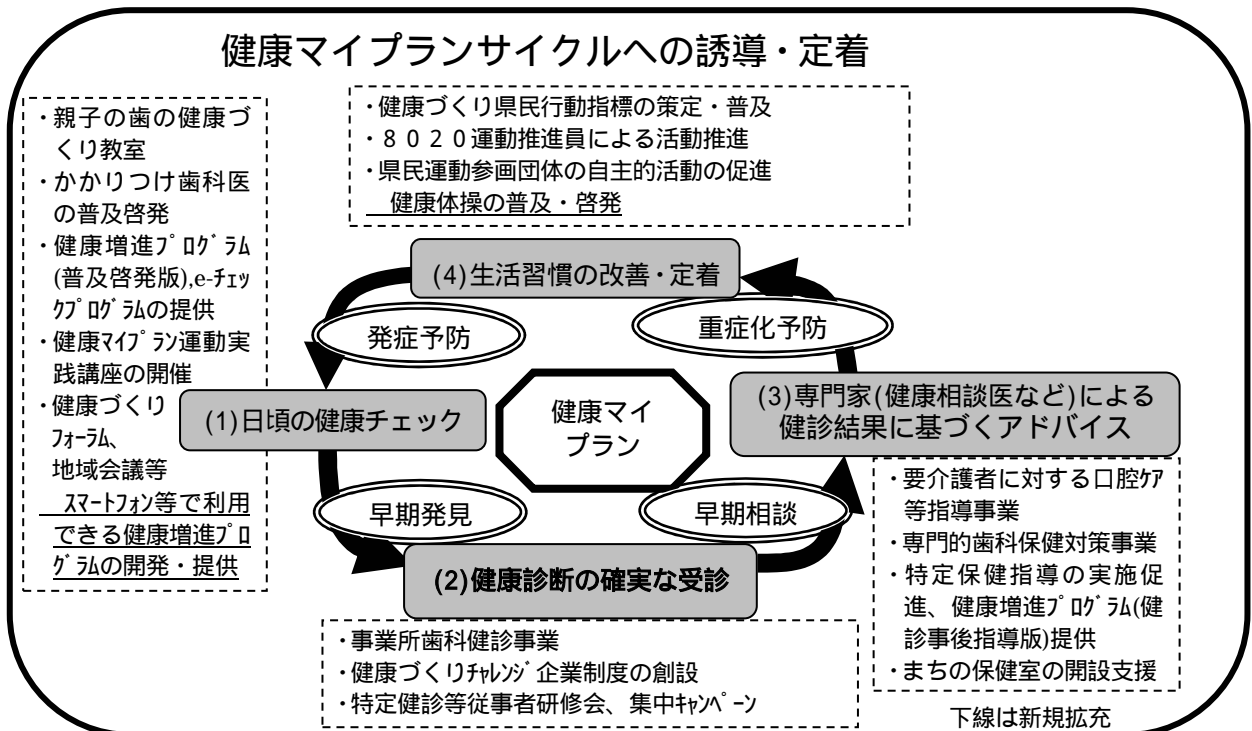 健康マイプランサイクルへの誘導・定着
・親子の歯の健康づ
くり教室
・かかりつけ歯科医
の普及啓発
・健康増進ﾌﾟﾛｸﾞﾗﾑ
(普及啓発版),e-ﾁｪｯ
ｸﾌﾟﾛｸﾞﾗﾑの提供
・健康ﾏｲﾌﾟﾗﾝ運動実
践講座の開催
・健康づくり
ﾌｫｰﾗﾑ、
地域会議等
ｽﾏｰﾄﾌｫﾝ等で利用
できる健康増進ﾌﾟﾛ
ｸﾞﾗﾑの開発・提供
・健康づくり県民行動指標の策定・普及
・８０２０運動推進員による活動推進
・県民運動参画団体の自主的活動の促進
健康体操の普及・啓発
(4)生活習慣の改善・定着
発症予防
重症化予防
(1)日頃の健康チェック
健康マイ
プラン
(3)専門家(健康相談医など)による
健診結果に基づくアドバイス
早期発見
早期相談
(2)健康診断の確実な受診
・事業所歯科健診事業
・健康づくりﾁｬﾚﾝｼﾞ企業制度の創設
・特定健診等従事者研修会、集中ｷｬﾝﾍﾟｰﾝ
・要介護者に対する口腔ｹｱ
等指導事業
・専門的歯科保健対策事業
・特定保健指導の実施促
進、健康増進ﾌﾟﾛｸﾞﾗﾑ(健
診事後指導版)提供
・まちの保健室の開設支援
下線は新規拡充